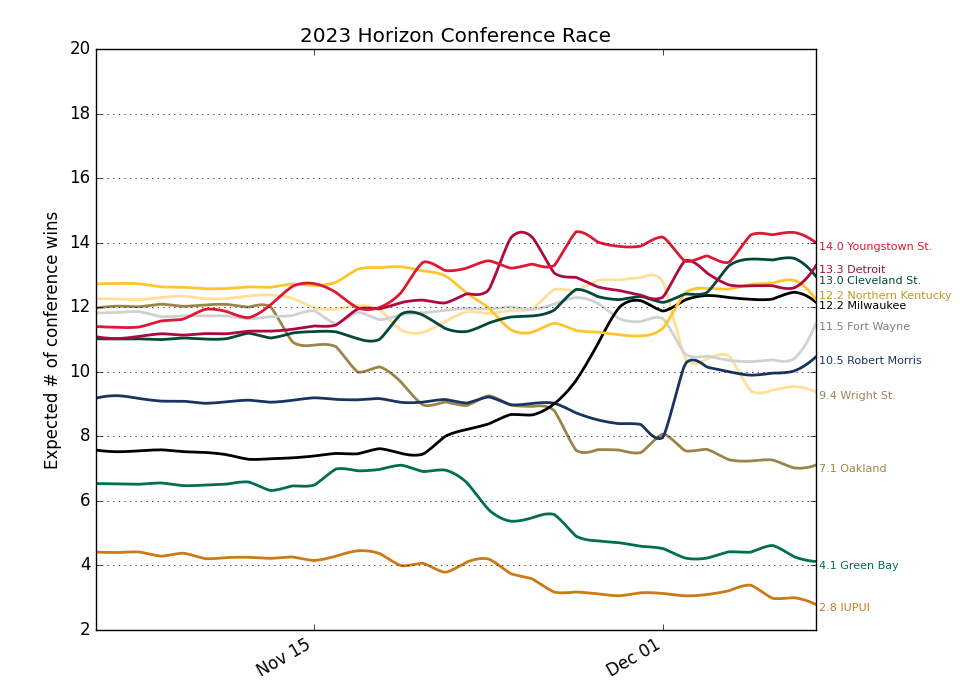 2023 Horizon Conference Race
Expected # of conference wins
20
18
16
14
12
10
8
6
4
2
Nov 15
Dec 01
14.0 Youngstown St.
13.3 Detroit
13.0 Cleveland St.
12.2 Northern Kentucky
12.2 Milwaukee
11.5 Fort Wayne
10.5 Robert Morris
9.4 Wright St.
7.1 Oakland
4.1 Green Bay
2.8 IUPUI